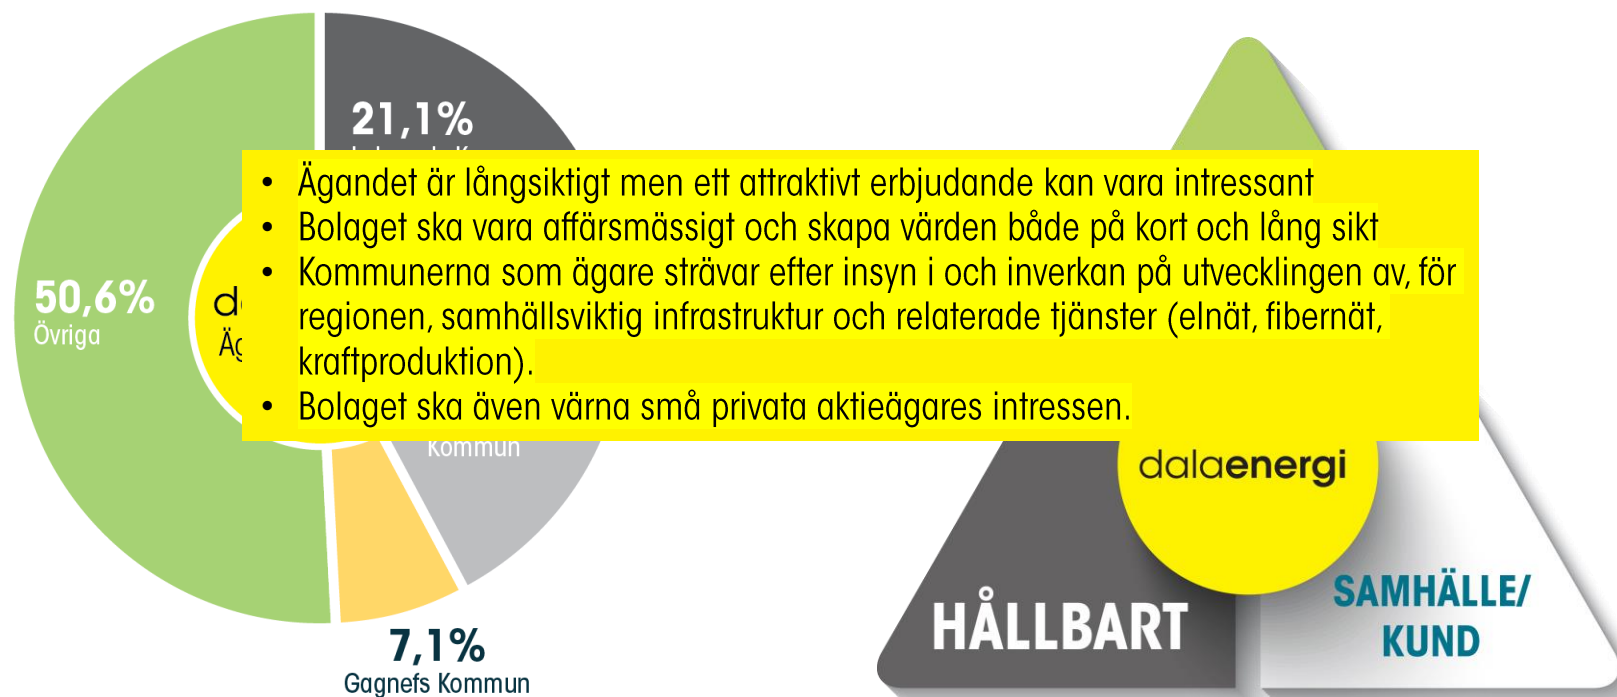 21,1%
• Ägandet är långsiktigt men ett attraktivt erbjudande kan vara intressant
• Bolaget ska vara affärsmässigt och skapa värden både på kort och lång sikt
• Kommunerna som ägare strävar efter insyn i och inverkan på utvecklingen av, för
regionen, samhällsviktig infrastruktur och relaterade tjänster (elnät, fibernät,
kraftproduktion).
• Bolaget ska även värna små privata aktieägares intressen.
50,6%
Övriga
Kommun
7,1%
Gagnefs Kommun
dalaenergi
HÅLLBART
SAMHÄLLE/
KUND